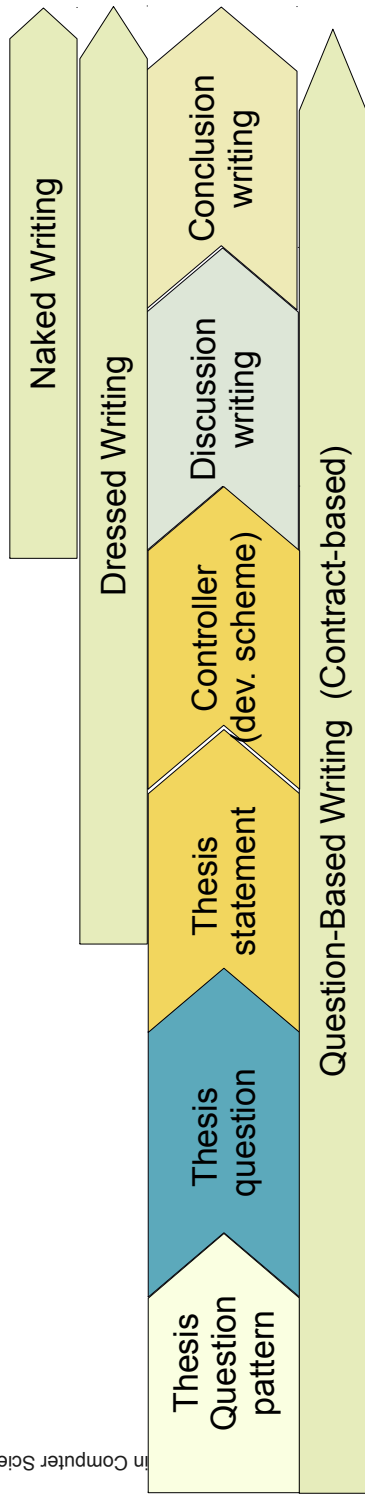 Naked Writing
Dressed Writing
Thesis
Question
pattern
Thesis
question
Thesis
statement
Controller
(dev. scheme)
Discussion
writing
Conclusion
writing
Question-Based Writing (Contract-based)
in Computer